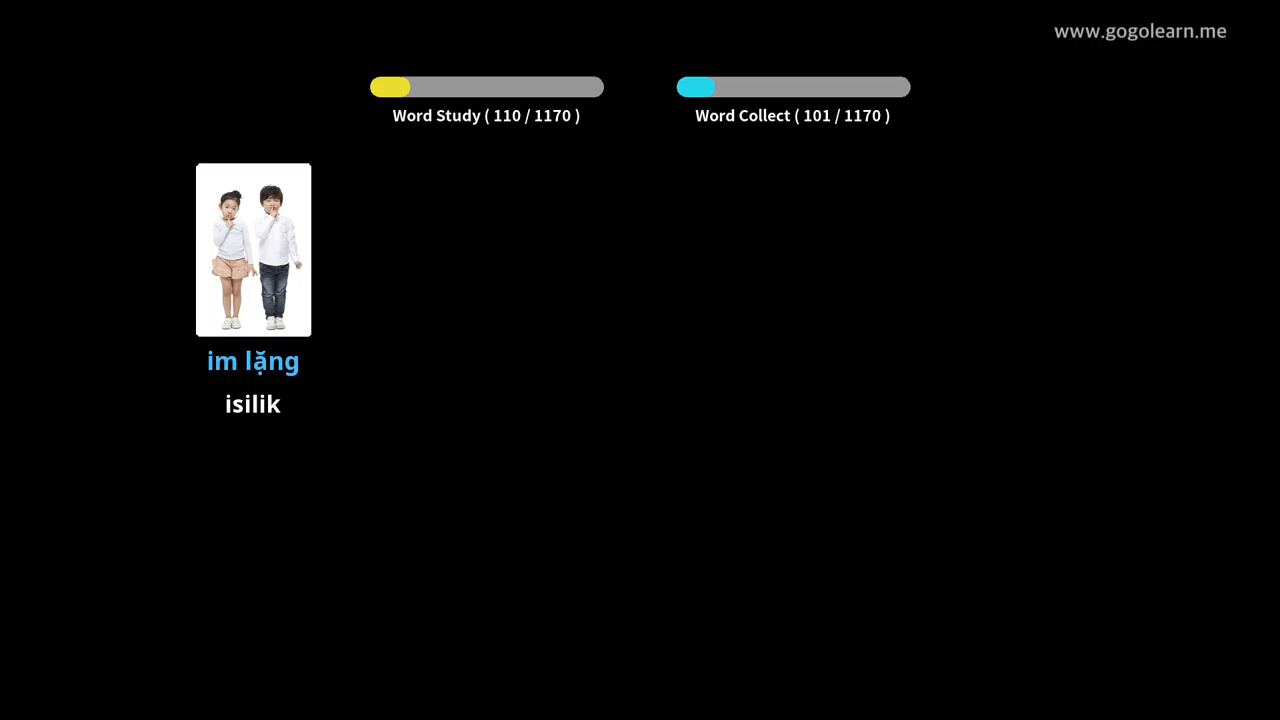 www.gogolearn.me
Word Study ( 110 / 1170 )
Word Collect ( 101 / 1170 )
im lặng
isilik